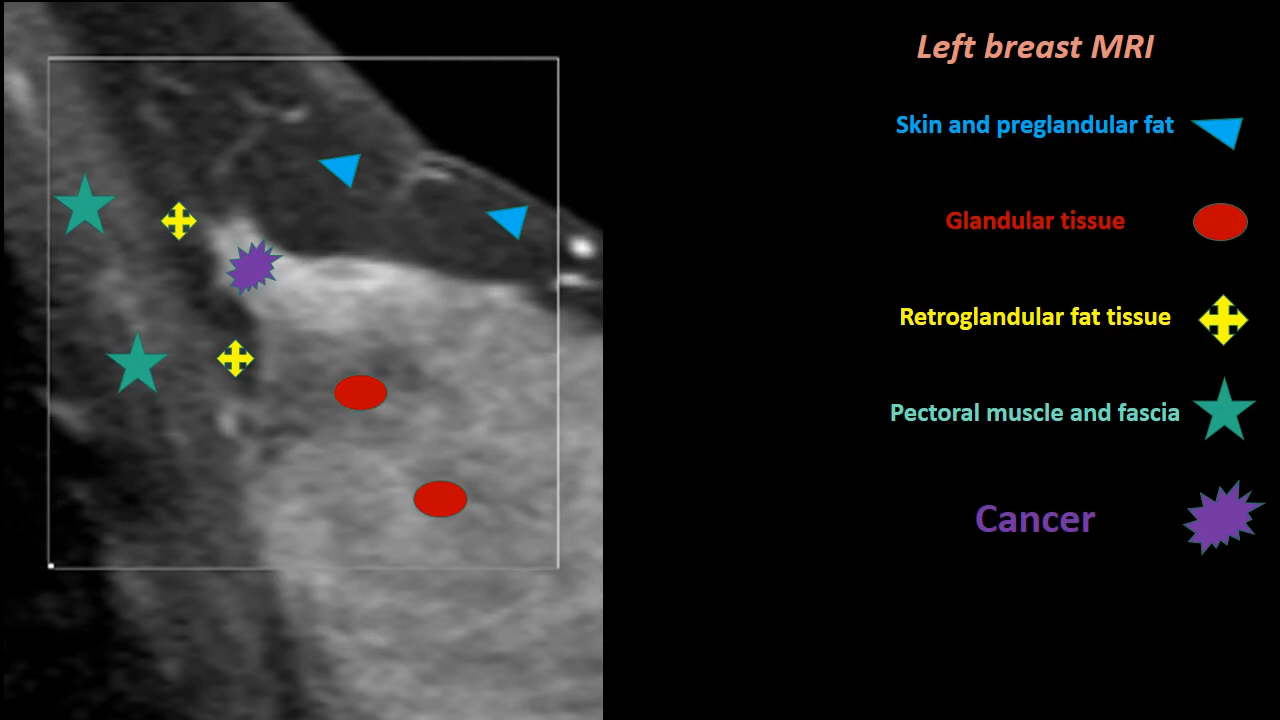 Left breast MRI
Skin and preglandular fat
Glandular tissue
Retroglandular fat tissue
Pectoral muscle and fascia
Cancer